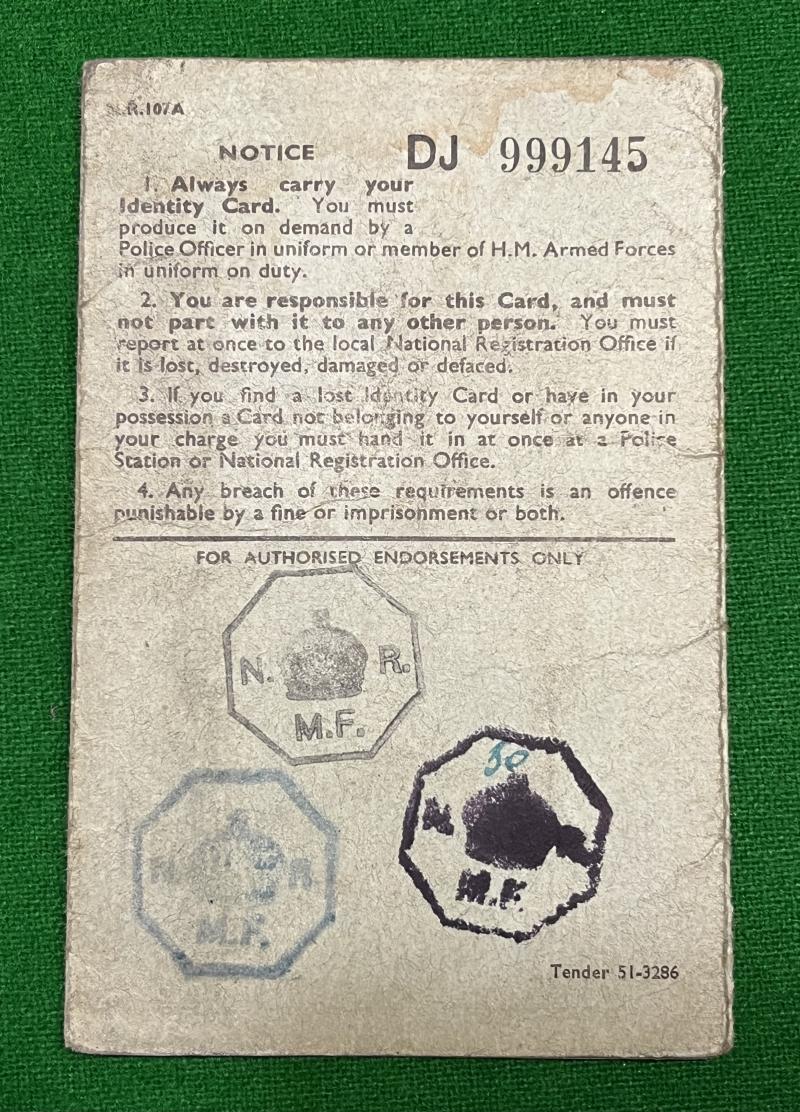 N.R.107A
NOTICE
DJ 999145
1. Always carry your
Identity Card. You must
produce it on demand by a
Police Officer in uniform or member of H.M. Armed Forces
in uniform on duty.
2. You are responsible for this Card, and must
not part with it to any other person. You must
report at once to the local National Registration Office if
it is lost, destroyed, damaged or defaced.
3. If you find a lost Identity Card or have in your
possession a Card not belonging to yourself or anyone in
your charge you must hand it in at once at a Police
Station or National Registration Office.
4. Any breach of these requirements is an offence
punishable by a fine or imprisonment or both.
FOR AUTHORISED ENDORSEMENTS ONLY
N. R.
M.F.
30
N.
M.F.
N. R.
M.F.
Tender 51-3286